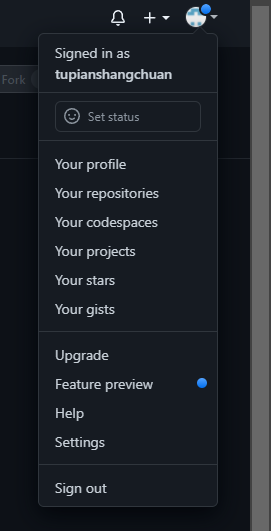 Signed in as
tupianshangchuan
Fork
Set status
Your profile
Your repositories
Your codespaces
Your projects
Your stars
Your gists
Upgrade
Feature preview
Help
Settings
Sign out